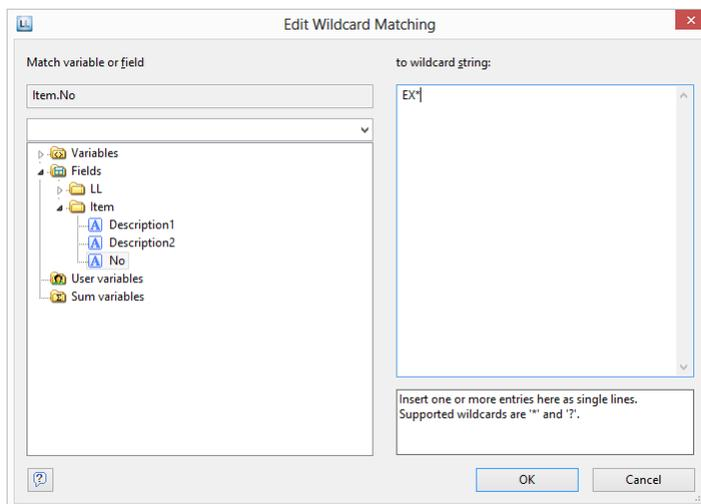 LL
Edit Wildcard Matching
Match variable or field
to wildcard string:
Item.No
EX*
Variables
Fields
LL
Item
A Description1
A Description2
A No
User variables
Sum variables
Insert one or more entries here as single lines.
Supported wildcards are '*' and '?'.
OK
Cancel